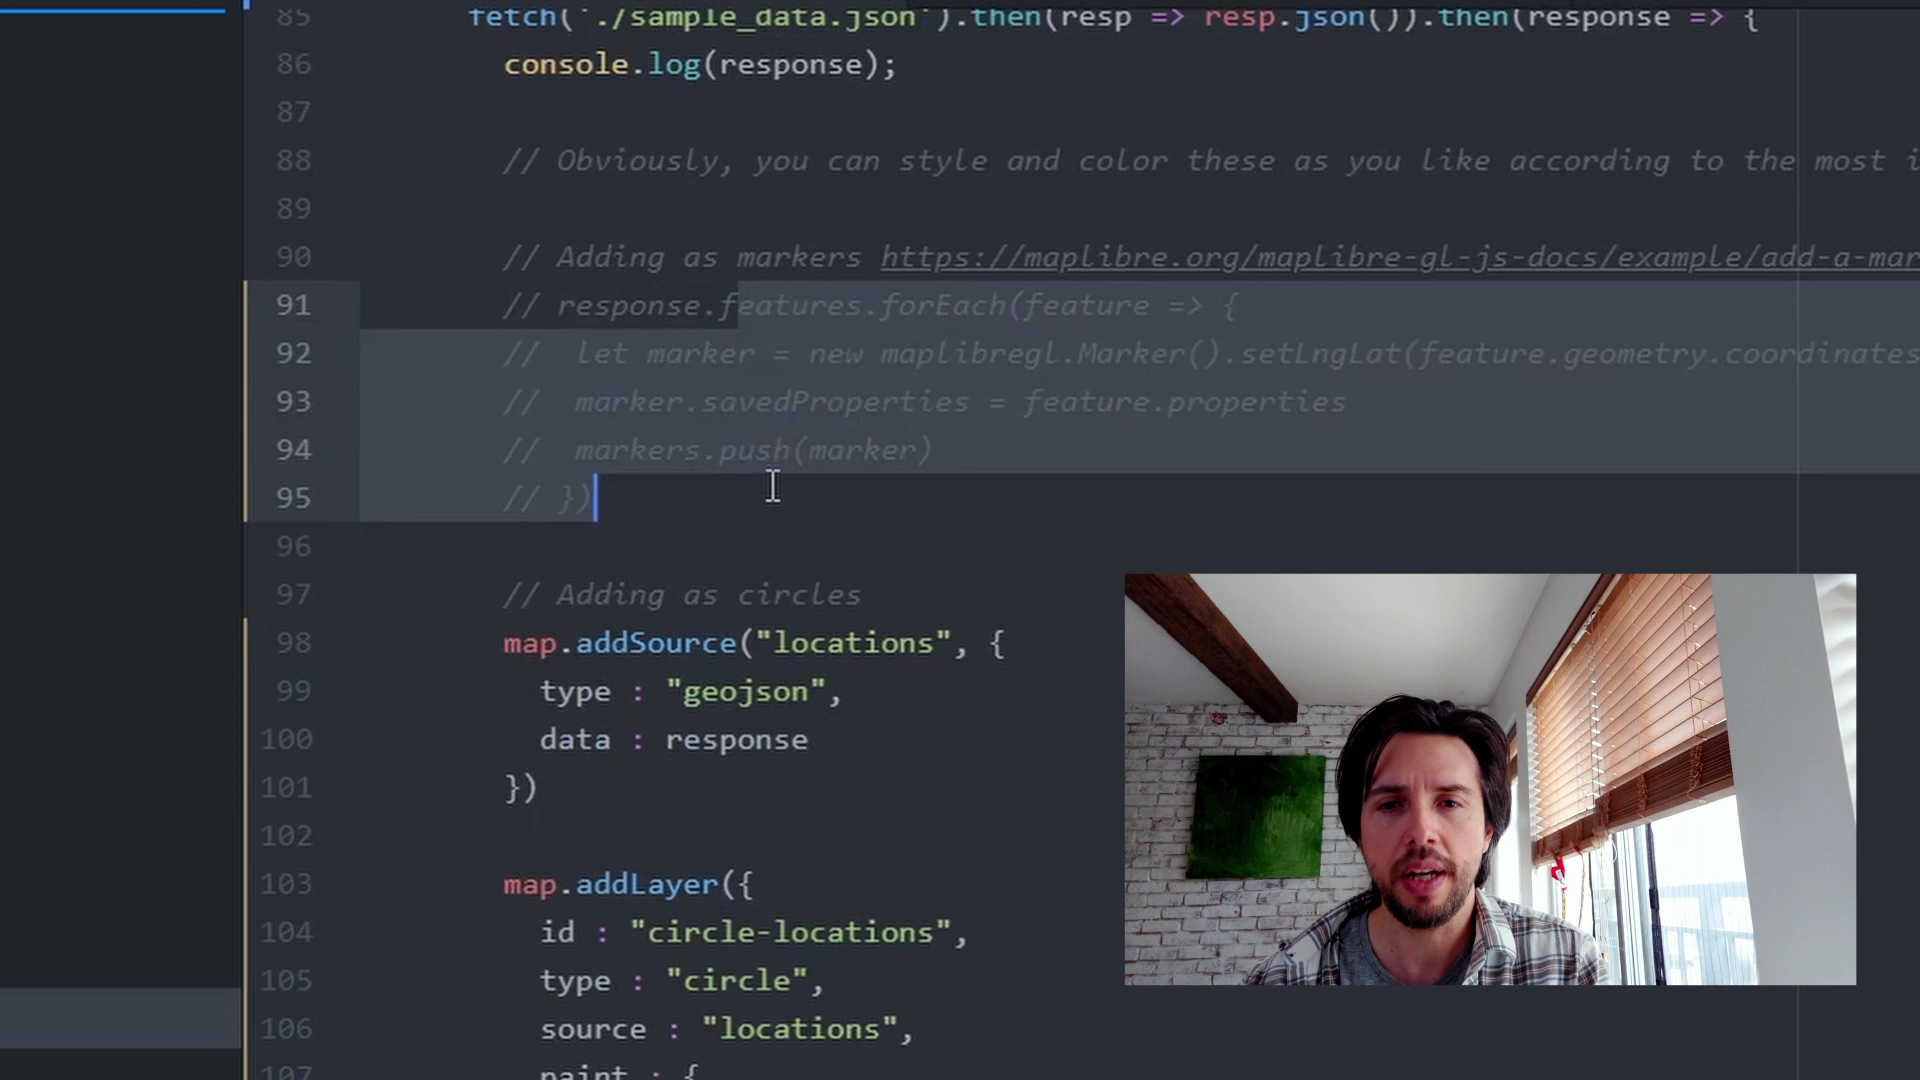 85 fetch('./sample_data.json').then(resp => resp.json()).then(response => {
86 console.log(response);
87
88 // Obviously, you can style and color these as you like according to the most
89
90 // Adding as markers https://maplibre.org/maplibre-gl-js-docs/example/add-a-mar
91 // response.features.forEach(feature => {
92 // let marker = new maplibregl.Marker().setLngLat(feature.geometry.coordinates
93 // marker.savedProperties = feature.properties
94 // markers.push(marker)
95 // })
96
97 // Adding as circles
98 map.addSource("locations", {
99 type : "geojson",
100 data : response
101 })
102
103 map.addLayer({
104 id : "circle-locations",
105 type : "circle",
106 source : "locations",
107 paint : {